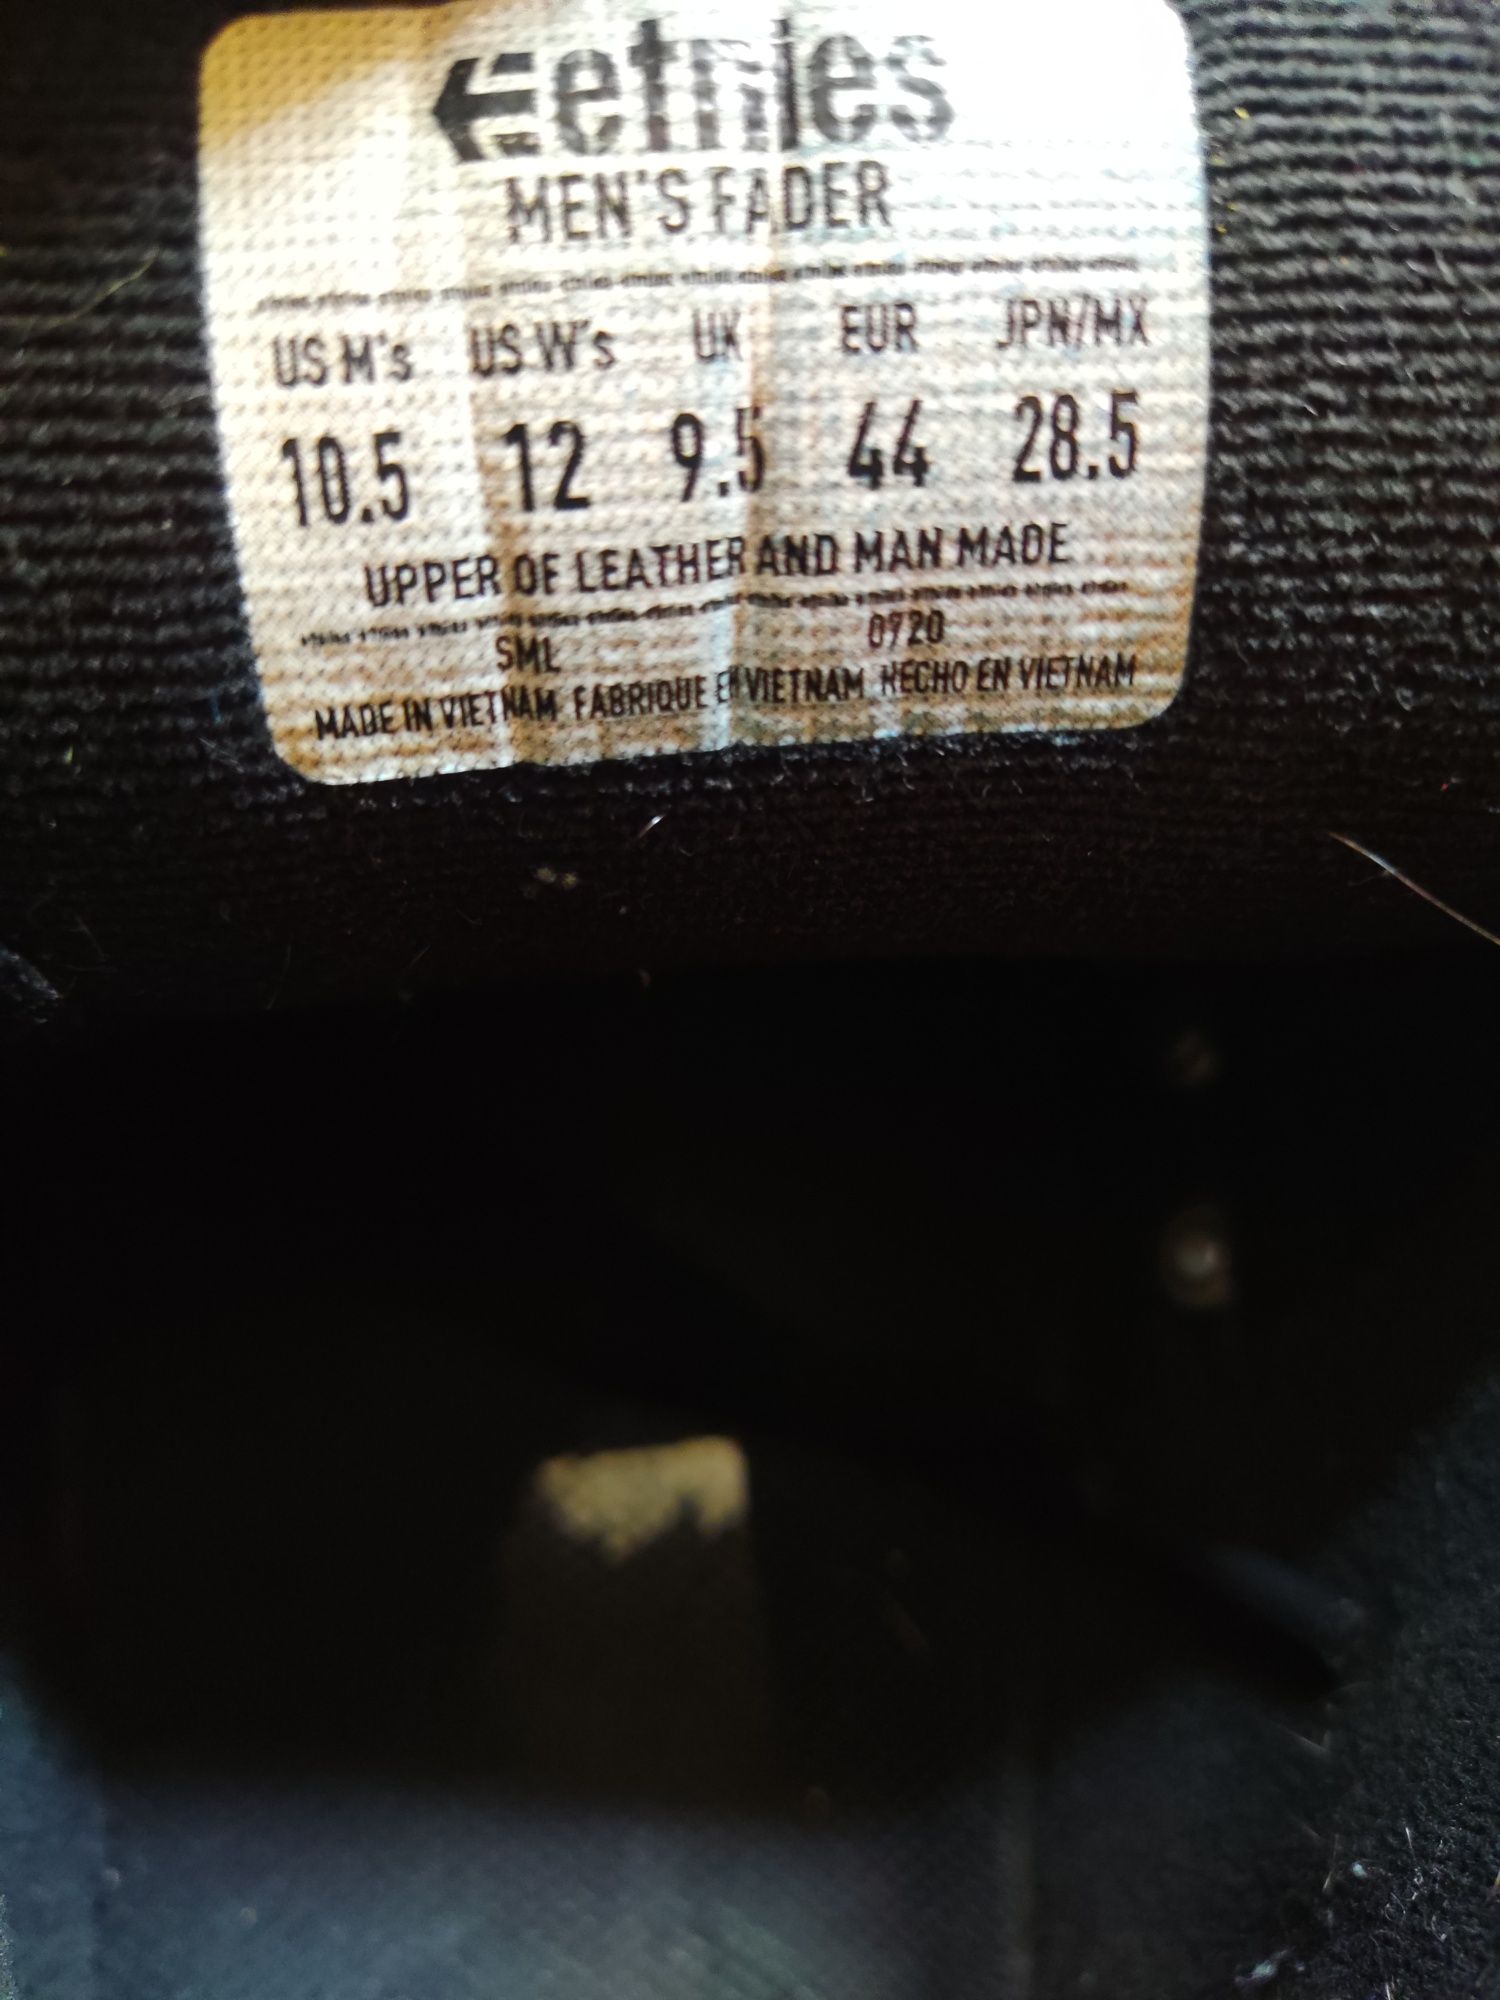 etnies
MEN'S FADER
US M's US W's UK EUR JPN/MX
10.5 12 9.5 44 28.5
UPPER OF LEATHER AND MAN MADE
SML 0720
MADE IN VIETNAM FABRIQUE EN VIETNAM HECHO EN VIETNAM